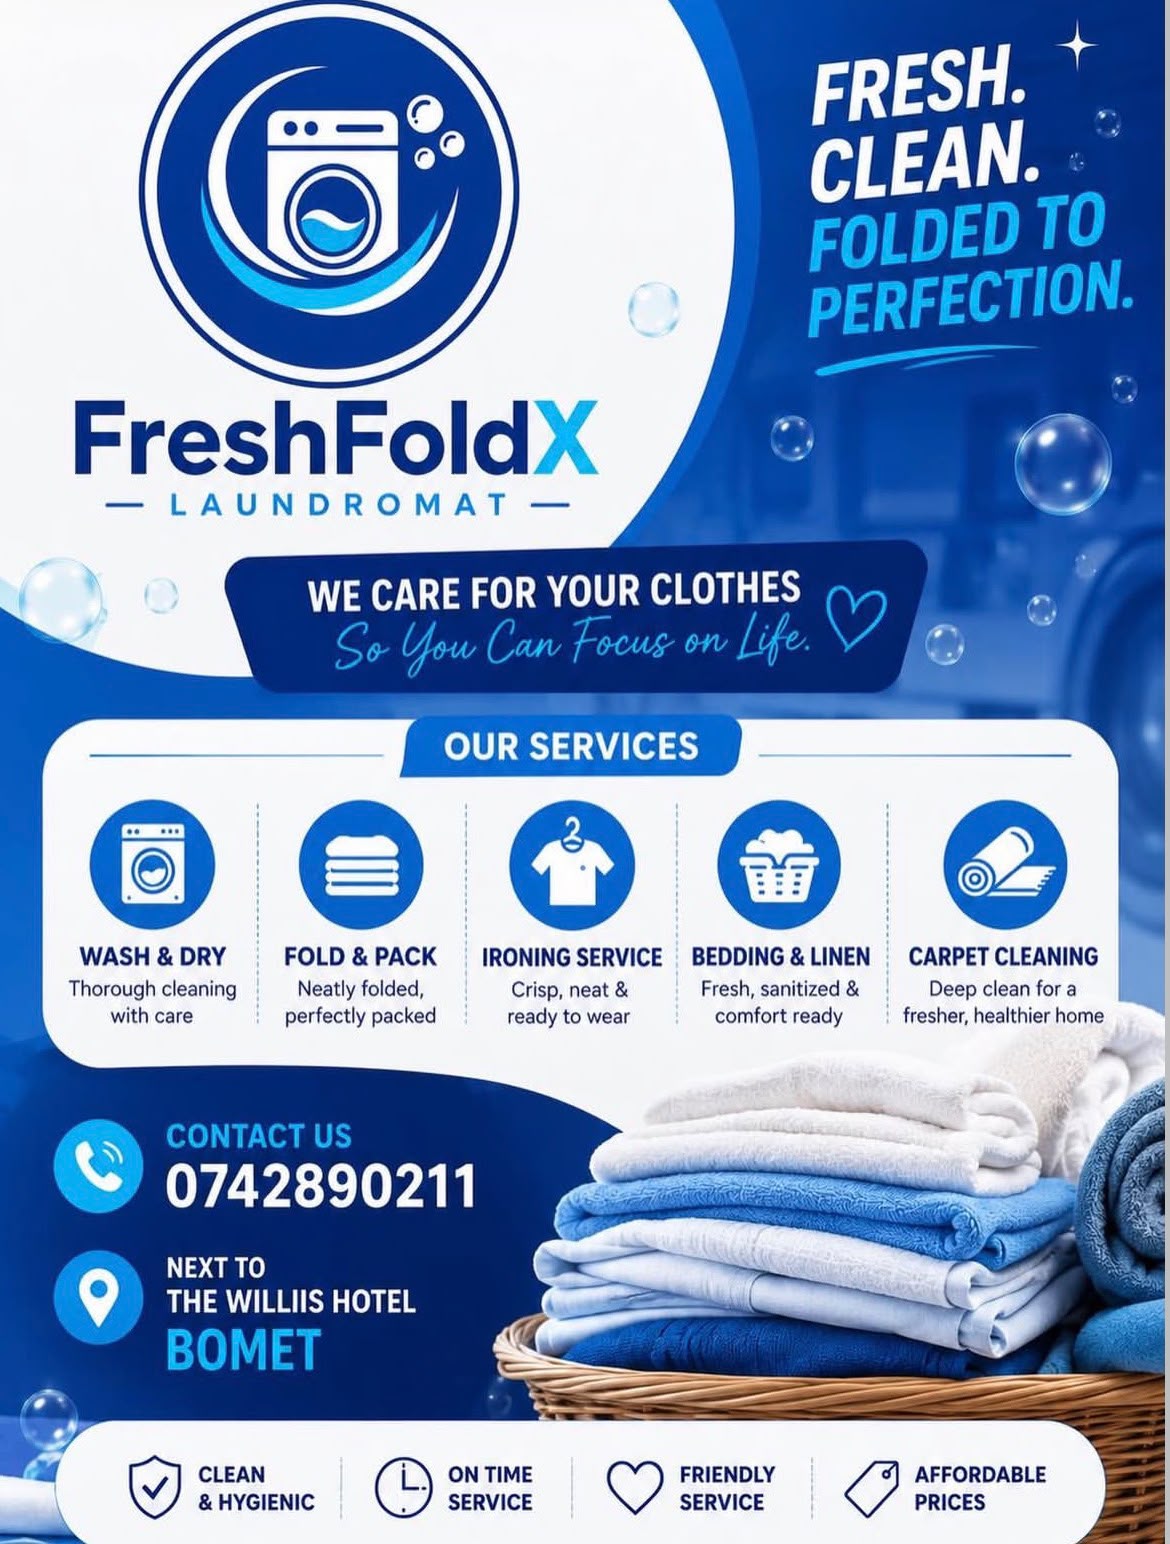 FRESH.
CLEAN.
FOLDED TO
PERFECTION.
FreshFoldX
LAUNDROMAT
WE CARE FOR YOUR CLOTHES
So You Can Focus on Life.
OUR SERVICES
WASH & DRY
Thorough cleaning
with care
FOLD & PACK
Neatly folded,
perfectly packed
IRONING SERVICE
Crisp, neat &
ready to wear
BEDDING & LINEN
Fresh, sanitized &
comfort ready
CARPET CLEANING
Deep clean for a
fresher, healthier home
CONTACT US
0742890211
NEXT TO
THE WILLIIS HOTEL
BOMET
CLEAN
& HYGIENIC
ON TIME
SERVICE
FRIENDLY
SERVICE
AFFORDABLE
PRICES